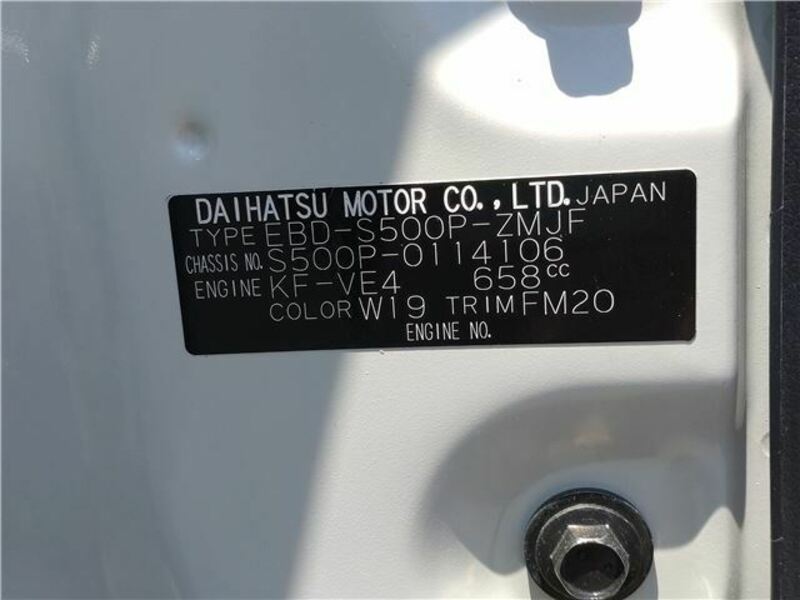 DAIHATSU MOTOR CO., LTD. JAPAN
TYPE EBD-S500P-ZMJF
CHASSIS NO. S500P-0114106
ENGINE KF-VE4 658cc
COLOR W19 TRIM FM20
ENGINE NO.